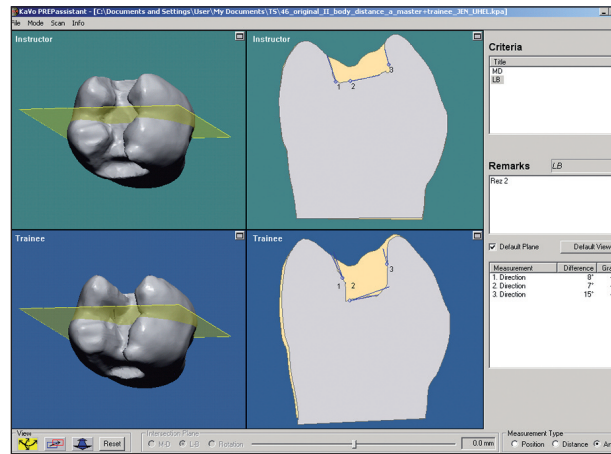 KaVo PREPassistant - [C:\Documents and Settings\User\My Documents\TS\46_original_II_body_distance_a_master+trainee_JEN_UHEL.kpa]
File Mode Scan Info
Instructor
Instructor
1 2 3
Criteria
Title
MD
LB
Remarks LB
Rez 2
Trainee
Trainee
1 2 3
Default Plane Default View
Measurement Difference Gra
1. Direction 8°
2. Direction 7°
3. Direction 15°
View
Reset
Intersection Plane
M-D L-B Rotation
0.0 mm
Measurement Type
Position Distance An